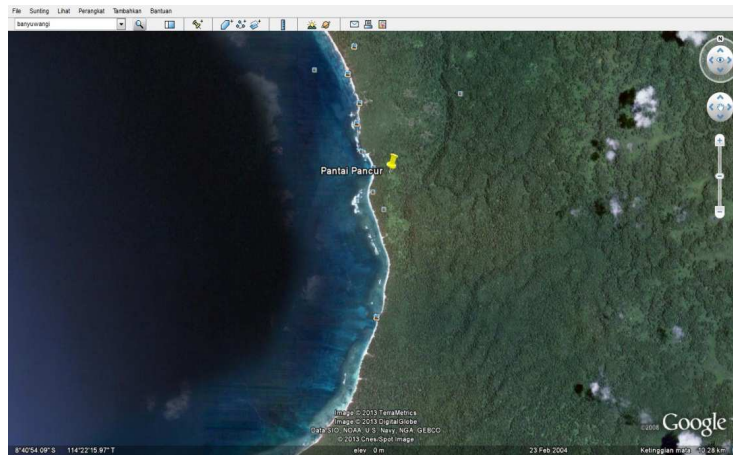 File Sunting Lihat Perangkat Tambahkan Bantuan
banyuwangi
N
Pantai Pancur
Image © 2013 TerraMetrics
Image © 2013 DigitalGlobe
Data SIO, NOAA, U.S. Navy, NGA, GEBCO
© 2013 Cnes/Spot Image
©2009 Google
8°40'54.09" S 114°22'15.97" T elev 0 m 23 Feb 2004 Ketinggian mata 10.28 km